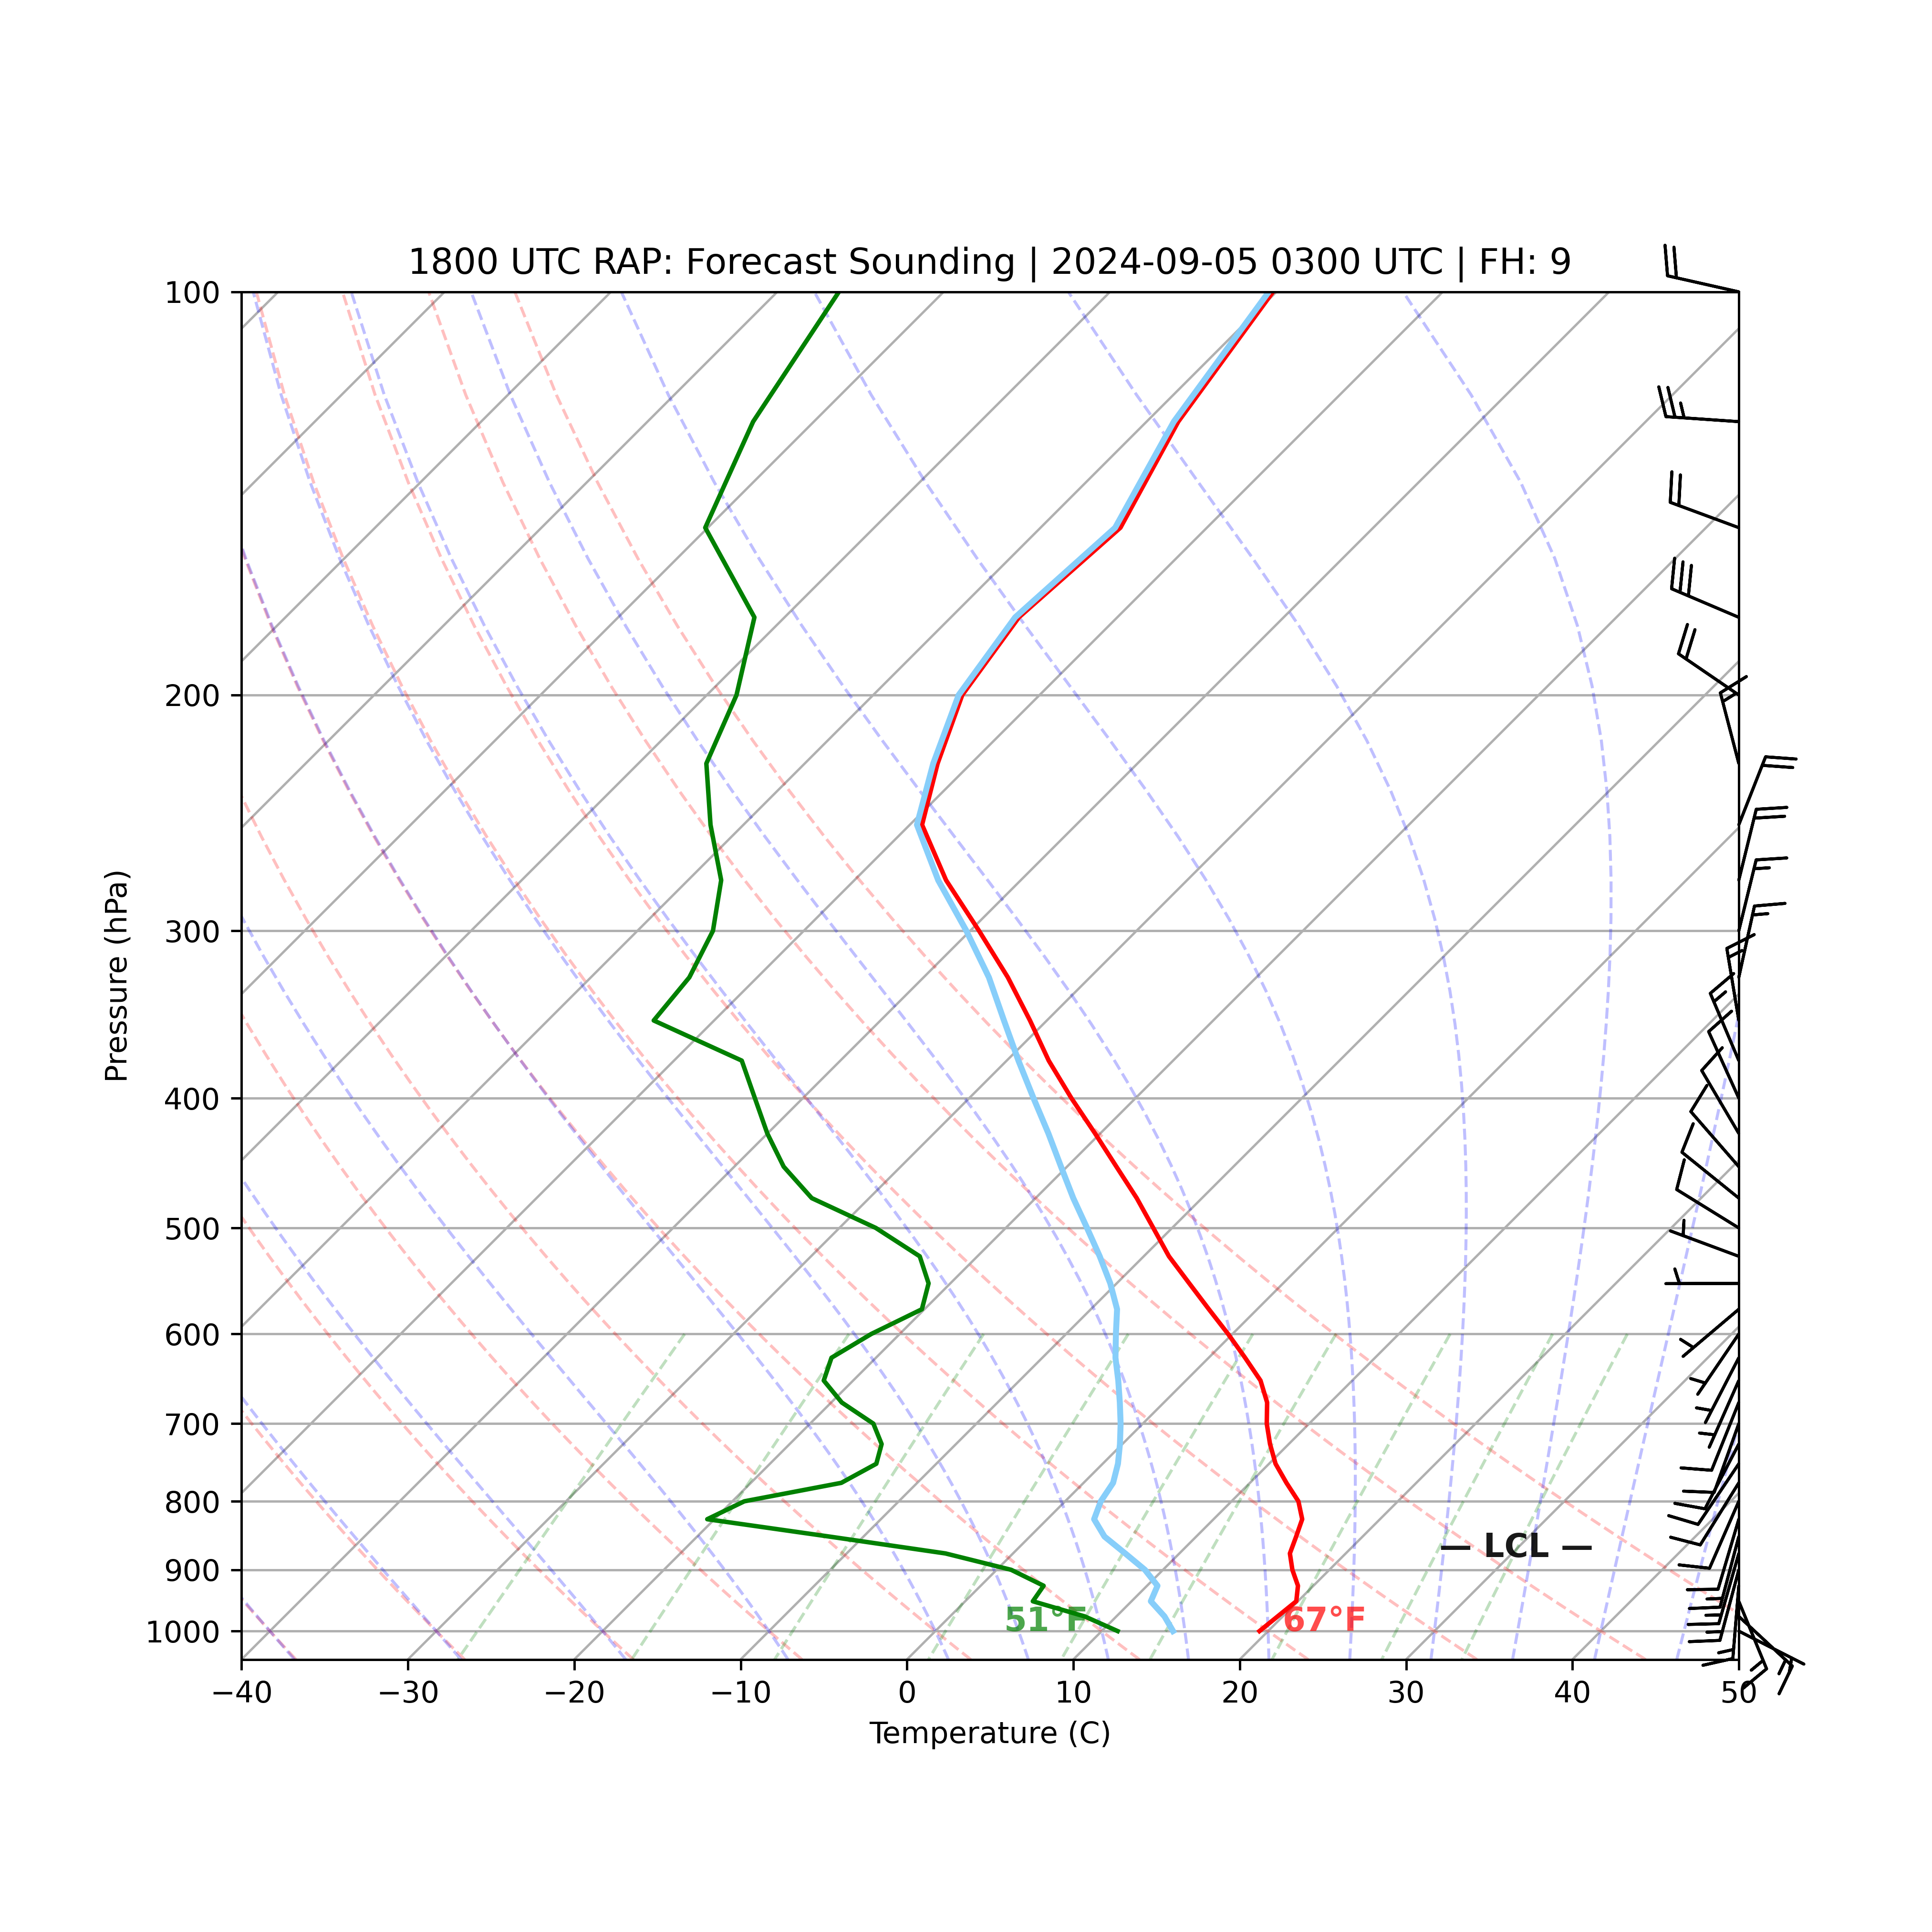 1800 UTC RAP: Forecast Sounding | 2024-09-05 0300 UTC | FH: 9
100
200
300
400
500
600
700
800
900
1000
Pressure (hPa)
— LCL —
51°F
67°F
−40 −30 −20 −10 0 10 20 30 40 50
Temperature (C)